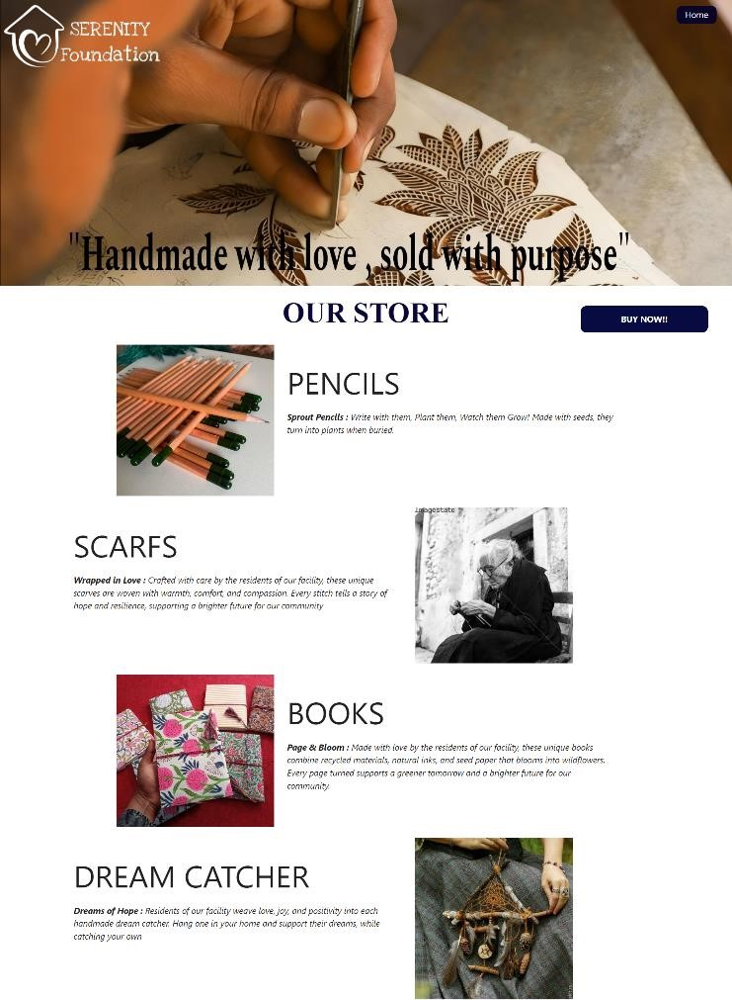 SERENITY
Foundation
Home
"Handmade with love , sold with purpose"
OUR STORE
BUY NOW!!
PENCILS
Sprout Pencils : Write with them, Plant them, Watch them Grow! Made with seeds, they
turn into plants when buried.
Imagestate
SCARFS
Wrapped in Love : Crafted with care by the residents of our facility, these unique
scarves are woven with warmth, comfort, and compassion. Every stitch tells a story of
hope and resilience, supporting a brighter future for our community
BOOKS
Page & Bloom : Made with love by the residents of our facility, these unique books
combine recycled materials, natural inks, and seed paper that blooms into wildflowers.
Every page turned supports a greener tomorrow and a brighter future for our
community.
DREAM CATCHER
Dreams of Hope : Residents of our facility weave love, joy, and positivity into each
handmade dream catcher. Hang one in your home and support their dreams, while
catching your own